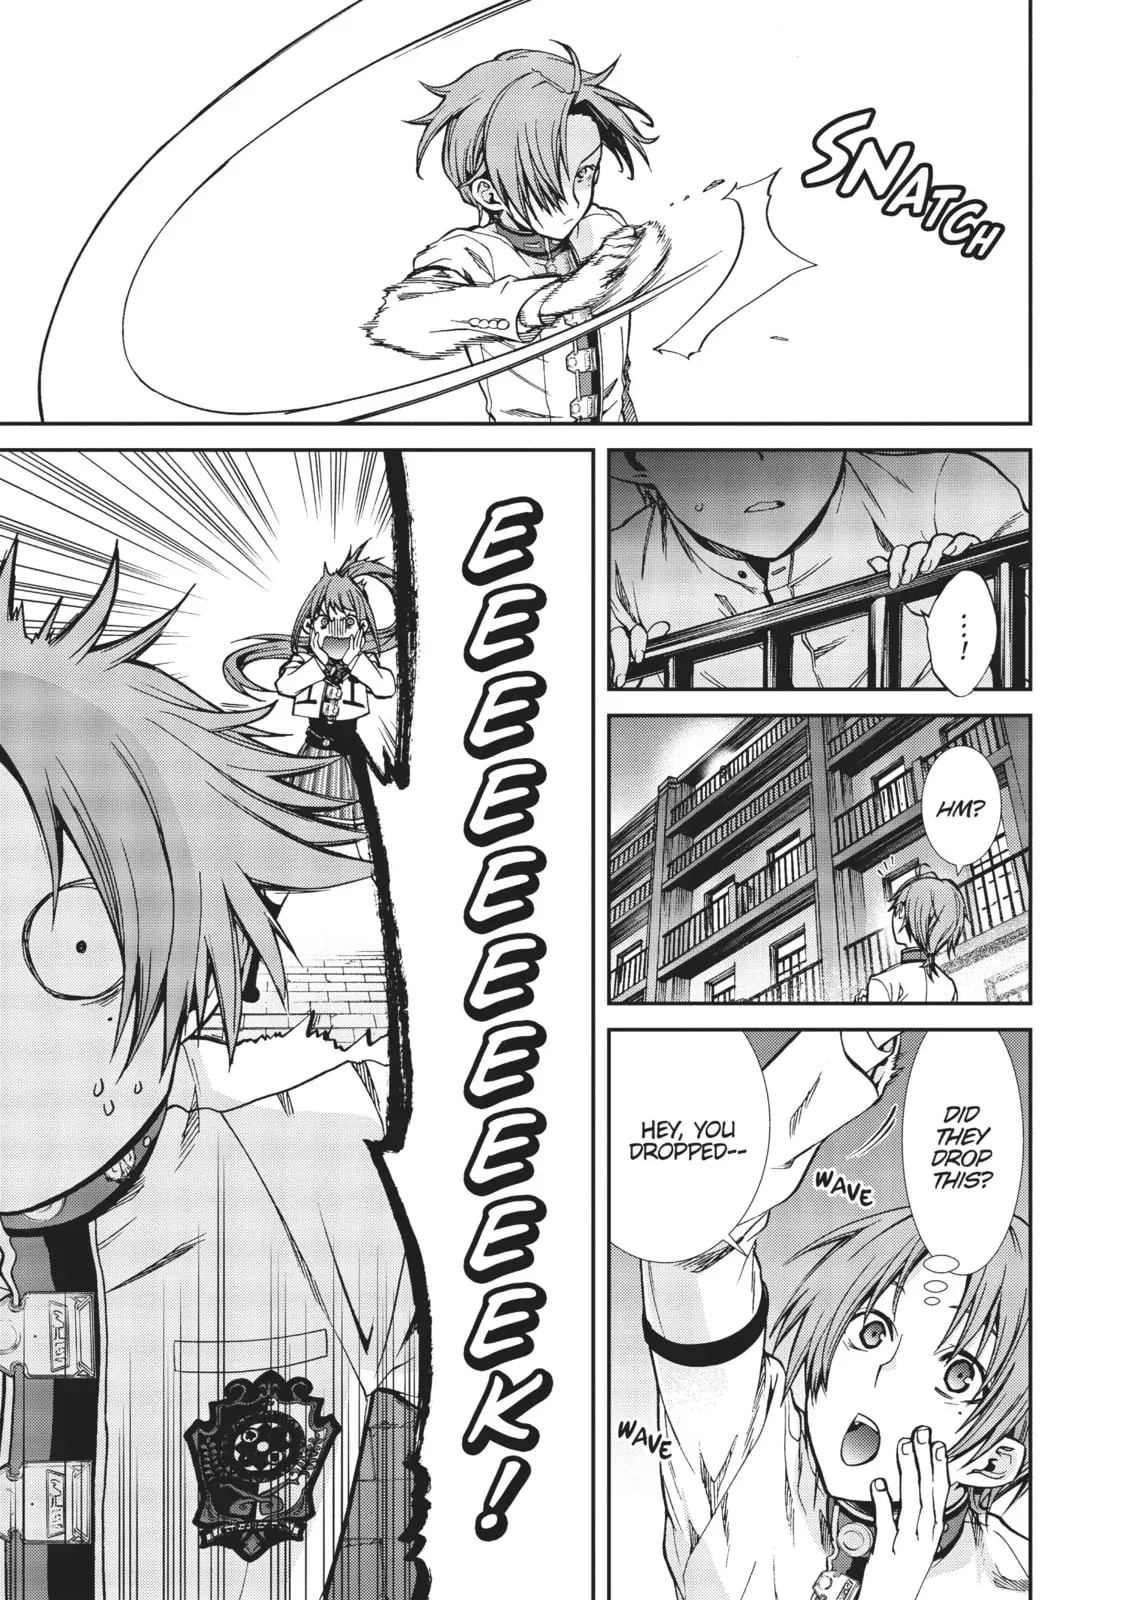 SNATCH
...!
HM?
DID
THEY
DROP
THIS?
HEY, YOU
DROPPED--
WAVE
WAVE
EEEEEEEEEEEK!